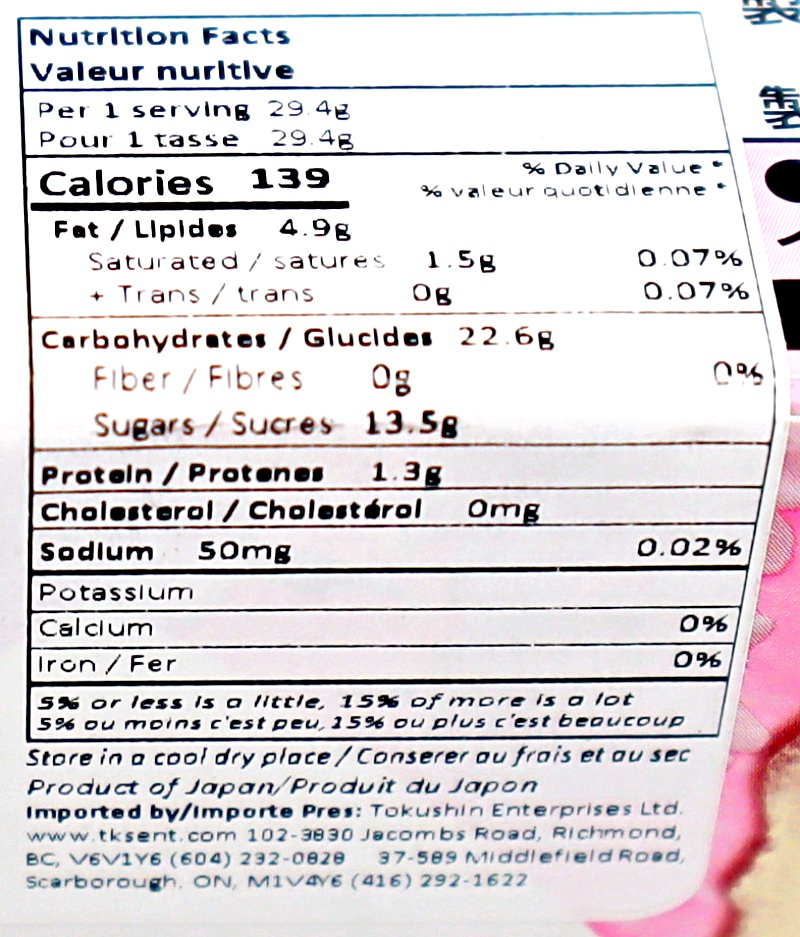 Nutrition Facts
Valeur nuritive
Per 1 serving 29.4g
Pour 1 tasse 29.4g
Calories 139
% Daily Value *
% valeur quotidienne *
Fat / Lipides 4.9g
Saturated / satures 1.5g 0.07%
+ Trans / trans 0g 0.07%
Carbohydrates / Glucides 22.6g
Fiber / Fibres 0g 0%
Sugars / Sucres 13.5g
Protein / Protenes 1.3g
Cholesterol / Cholestérol 0mg
Sodium 50mg 0.02%
Potassium
Calcium 0%
Iron / Fer 0%
5% or less is a little, 15% of more is a lot
5% ou moins c'est peu, 15% ou plus c'est beaucoup
Store in a cool dry place / Conserer au frais et au sec
Product of Japan/Produit du Japon
Imported by/Importe Pres: Tokushin Enterprises Ltd.
www.tksent.com 102-3830 Jacombs Road, Richmond,
BC, V6V1Y6 (604) 232-0828 37-589 Middlefield Road,
Scarborough, ON, M1V4Y6 (416) 292-1622